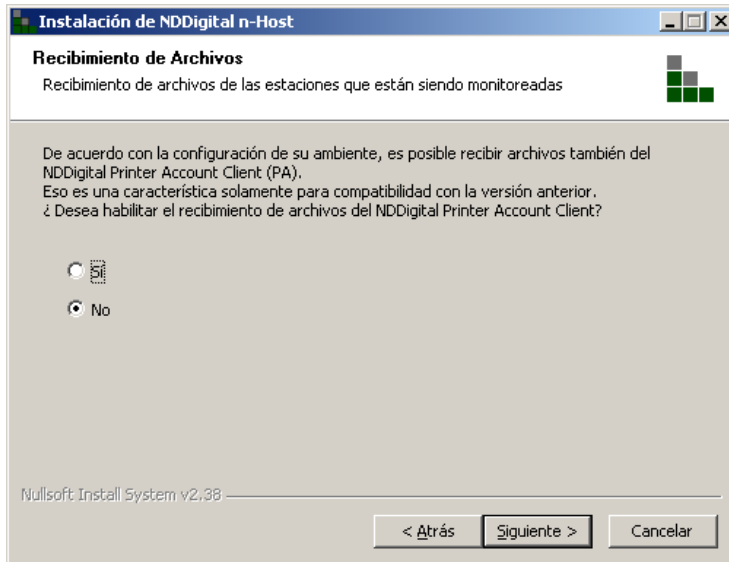 Instalación de NDDigital n-Host
Recibimiento de Archivos
Recibimiento de archivos de las estaciones que están siendo monitoreadas
De acuerdo con la configuración de su ambiente, es posible recibir archivos también del
NDDigital Printer Account Client (PA).
Eso es una característica solamente para compatibilidad con la versión anterior.
¿ Desea habilitar el recibimiento de archivos del NDDigital Printer Account Client?
Sí
No
Nullsoft Install System v2.38
< Atrás
Siguiente >
Cancelar